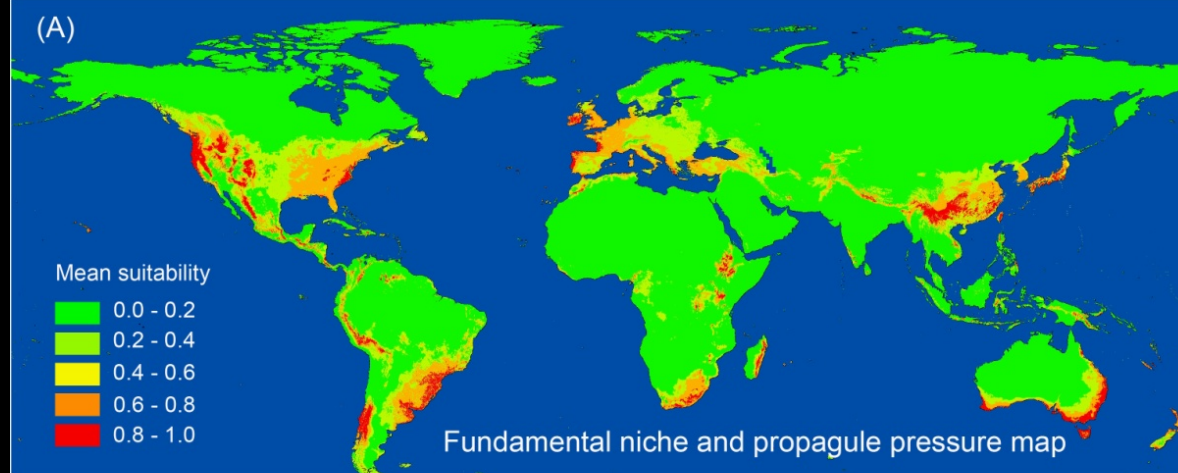 (A)
Mean suitability
0.0 - 0.2
0.2 - 0.4
0.4 - 0.6
0.6 - 0.8
0.8 - 1.0
Fundamental niche and propagule pressure map